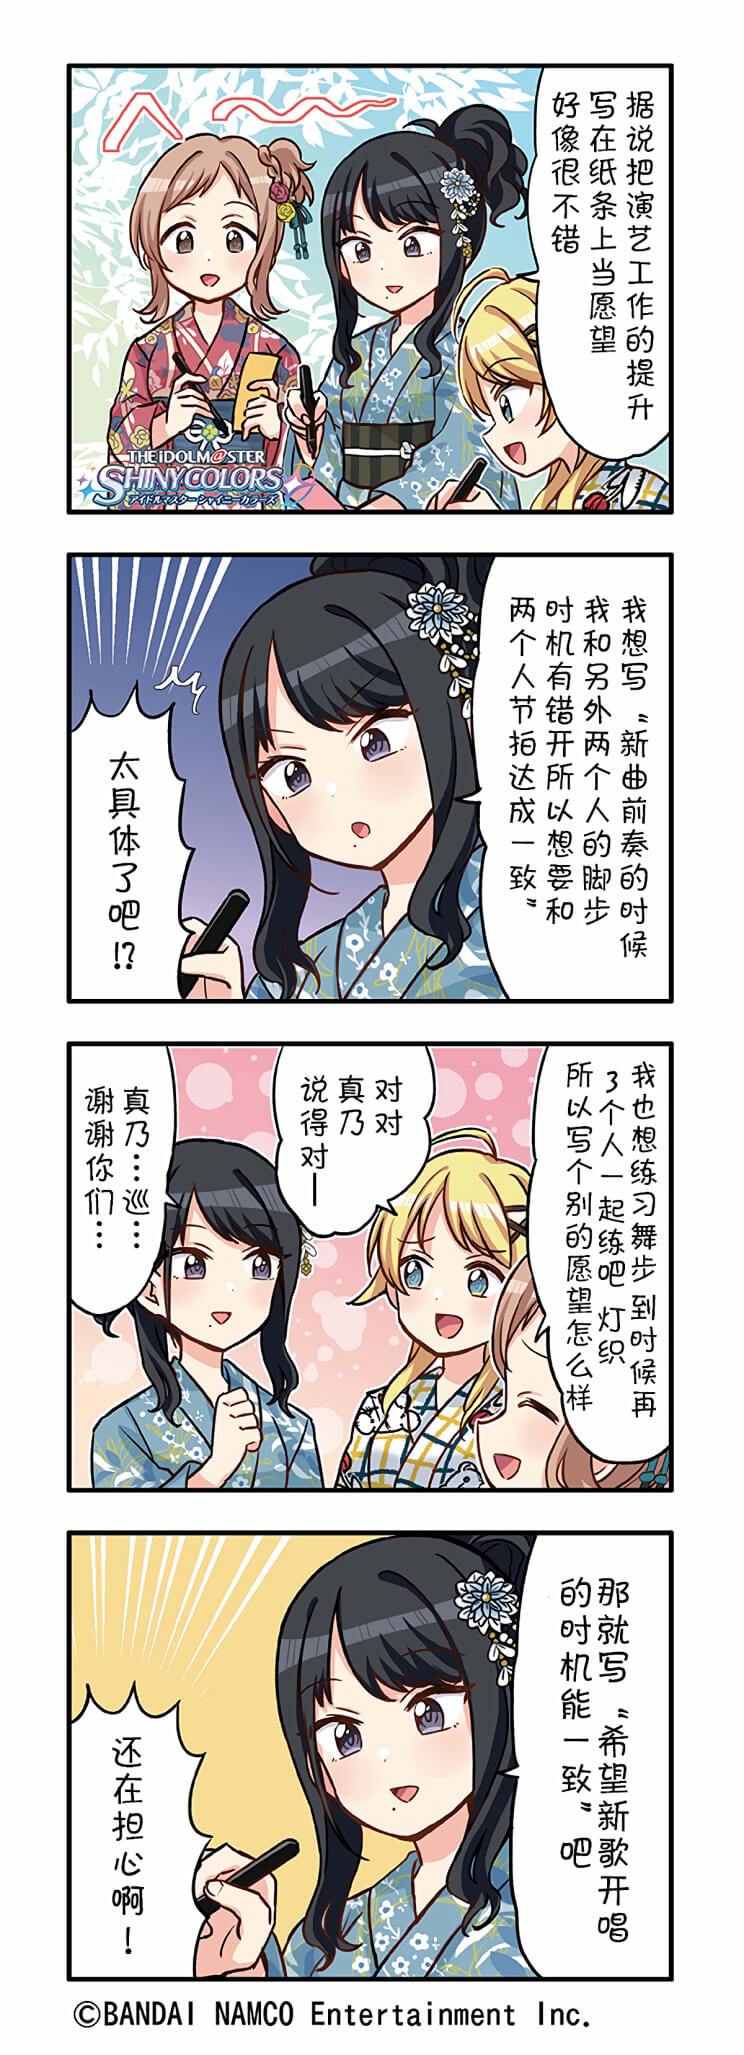 据说把演艺工作的提升
写在纸条上当愿望
好像很不错
THE iDOLM@STER
SHINY COLORS
アイドルマスター シャイニーカラーズ
我想写“新曲前奏的时候
我和另外两个人的脚步
时机有错开所以想要和
两个人节拍达成一致”
太具体了吧!?
我也想练习舞步到时候再
3个人一起练吧 灯织
所以写个别的愿望怎么样
对对
真乃
说得对ー
真乃…巡…
谢谢你们…
那就写“希望新歌开唱
的时机能一致”吧
还在担心啊！
©BANDAI NAMCO Entertainment Inc.